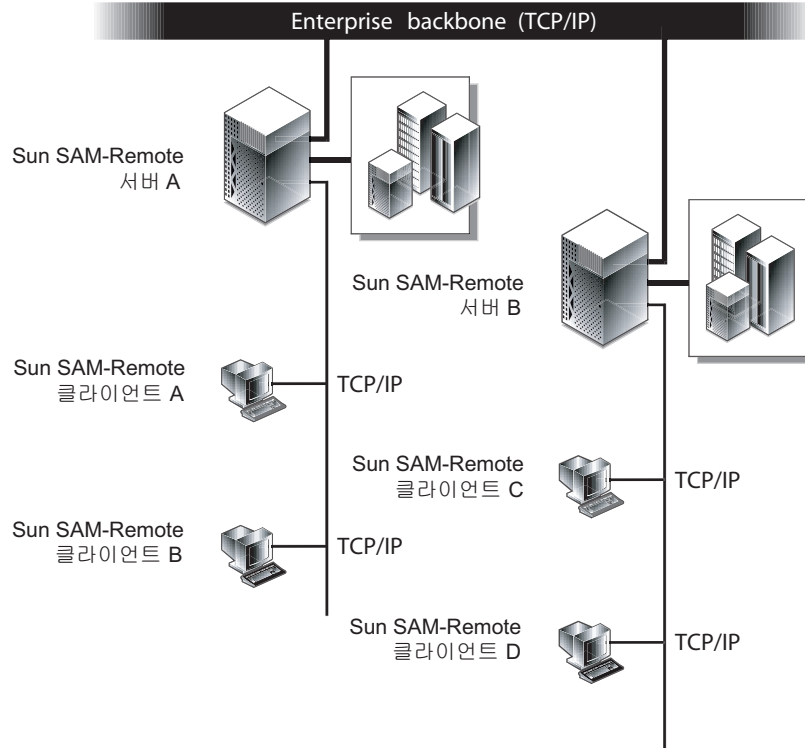 Enterprise backbone (TCP/IP)
Sun SAM-Remote
서버 A
Sun SAM-Remote
서버 B
Sun SAM-Remote
클라이언트 A
TCP/IP
Sun SAM-Remote
클라이언트 C
TCP/IP
Sun SAM-Remote
클라이언트 B
TCP/IP
Sun SAM-Remote
클라이언트 D
TCP/IP